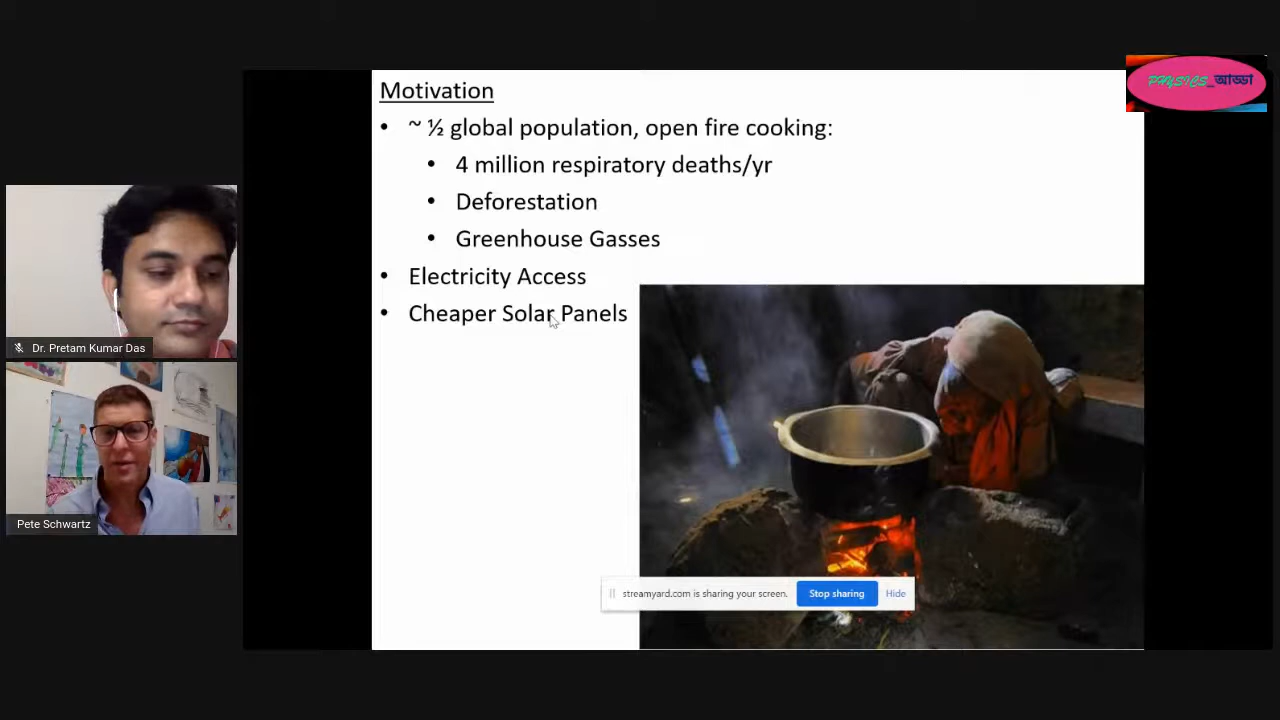 PHYSICS_আড্ডা
Motivation
• ~ ½ global population, open fire cooking:
• 4 million respiratory deaths/yr
• Deforestation
• Greenhouse Gasses
• Electricity Access
• Cheaper Solar Panels
Dr. Pretam Kumar Das
Pete Schwartz
streamyard.com is sharing your screen.
Stop sharing
Hide